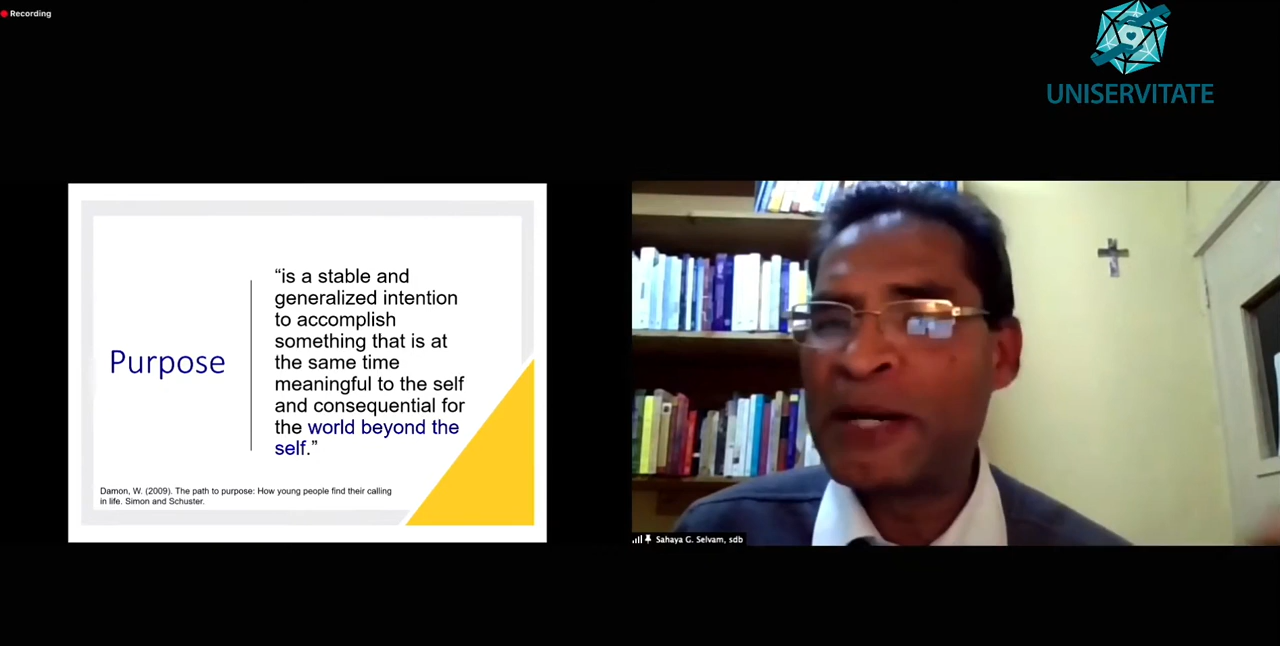 Recording
UNISERVITATE
Purpose
“is a stable and
generalized intention
to accomplish
something that is at
the same time
meaningful to the self
and consequential for
the world beyond the
self.”
Damon, W. (2009). The path to purpose: How young people find their calling
in life. Simon and Schuster.
Sahaya G. Selvam, sdb